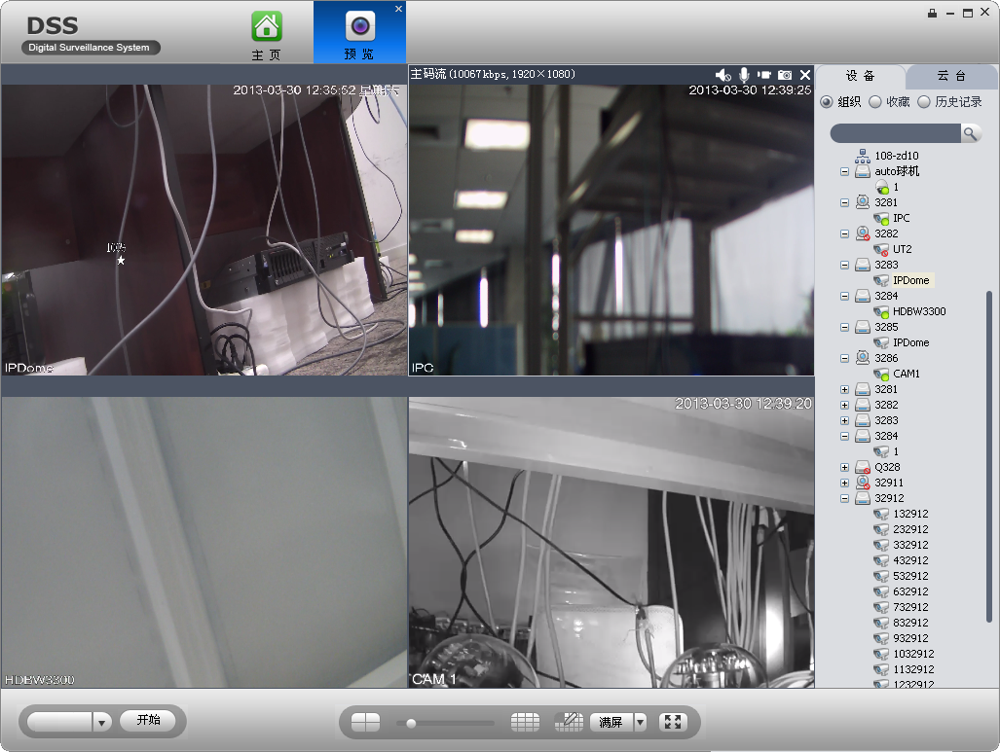 DSS
Digital Surveillance System
主 页
预 览
2013-03-30 12:35:52 星期六
IPDome
主码流(10067kbps, 1920×1080)
2013-03-30 12:39:25
IPC
HDBW3300
2013-03-30 12:39:20
CAM 1
设 备
云 台
组织 收藏 历史记录
108-zd10
auto球机
1
3281
IPC
3282
UT2
3283
IPDome
3284
HDBW3300
3285
IPDome
3286
CAM1
3281
3282
3283
3284
1
Q328
32911
32912
132912
232912
332912
432912
532912
632912
732912
832912
932912
1032912
1132912
1232912
开始
满屏